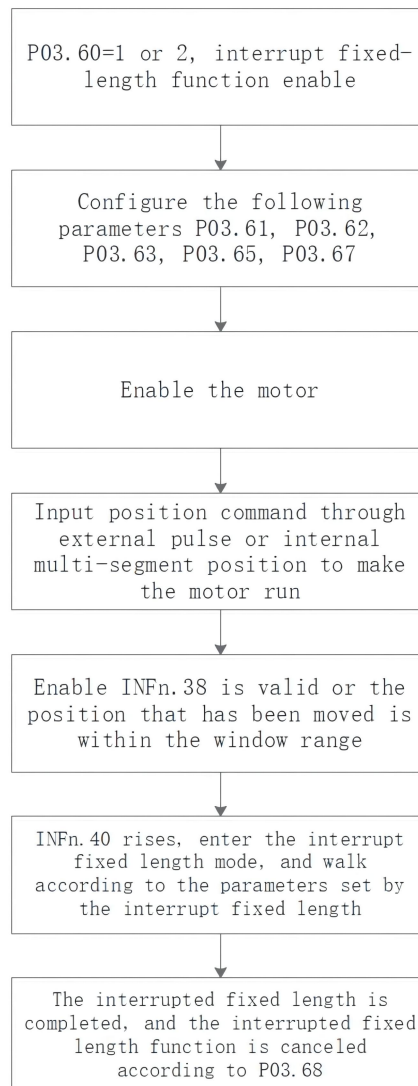 P03.60=1 or 2, interrupt fixed-
length function enable
Configure the following
parameters P03.61, P03.62,
P03.63, P03.65, P03.67
Enable the motor
Input position command through
external pulse or internal
multi-segment position to make
the motor run
Enable INFn.38 is valid or the
position that has been moved is
within the window range
INFn.40 rises, enter the interrupt
fixed length mode, and walk
according to the parameters set by
the interrupt fixed length
The interrupted fixed length is
completed, and the interrupted fixed
length function is canceled
according to P03.68